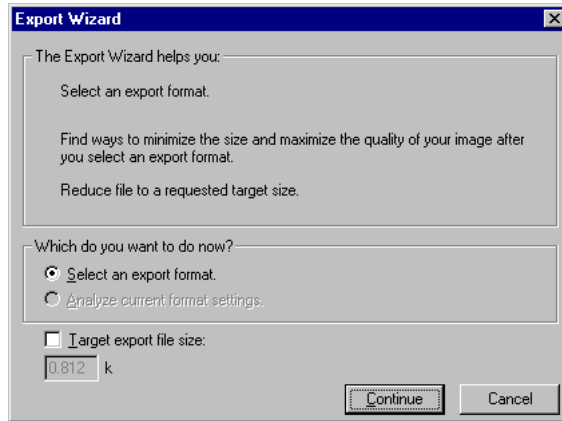 Export Wizard
The Export Wizard helps you:
Select an export format.
Find ways to minimize the size and maximize the quality of your image after
you select an export format.
Reduce file to a requested target size.
Which do you want to do now?
Select an export format.
Analyze current format settings.
Target export file size:
0.812 k
Continue Cancel